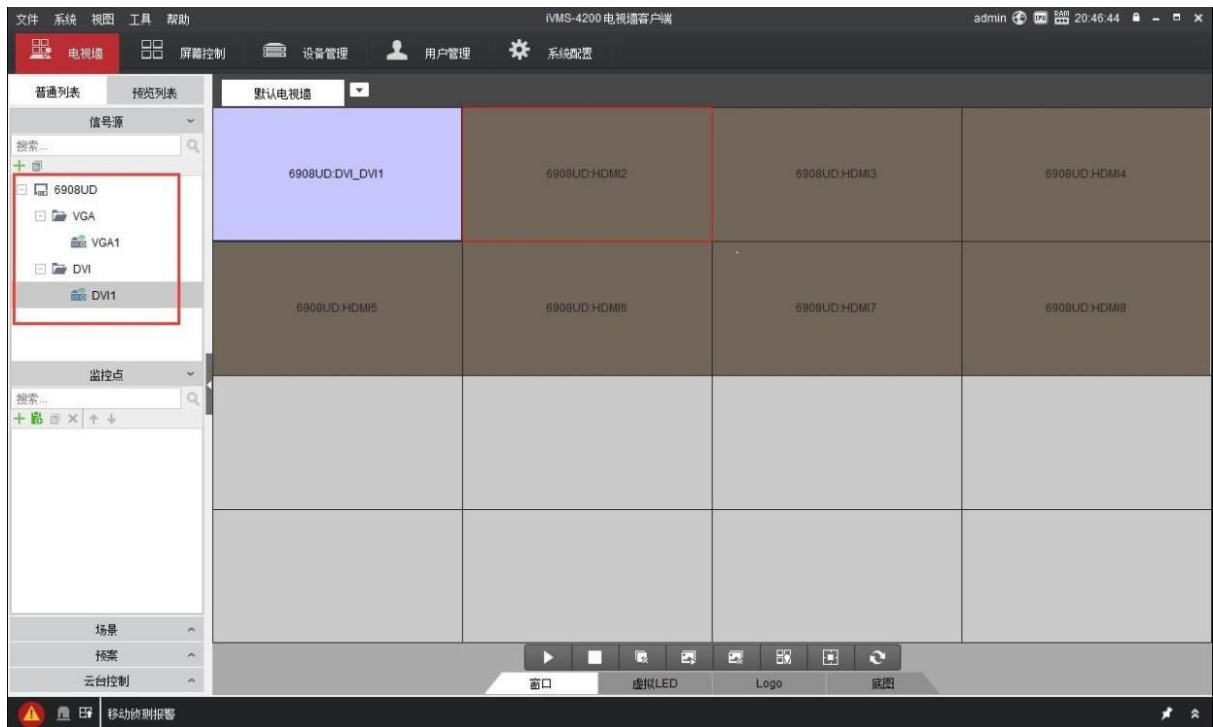 文件 系统 视图 工具 帮助 iVMS-4200 电视墙客户端 admin 20:46:44
电视墙 屏幕控制 设备管理 用户管理 系统配置
普通列表 预览列表 默认电视墙
信号源
搜索...
6908UD
VGA
VGA1
DVI
DVI1
6908UD:DVI_DVI1 6908UD:HDMI2 6908UD:HDMI3 6908UD:HDMI4
6908UD:HDMI5 6908UD:HDMI6 6908UD:HDMI7 6908UD:HDMI8
监控点
搜索...
场景
预案
云台控制
窗口 虚拟LED Logo 底图
移动侦测报警